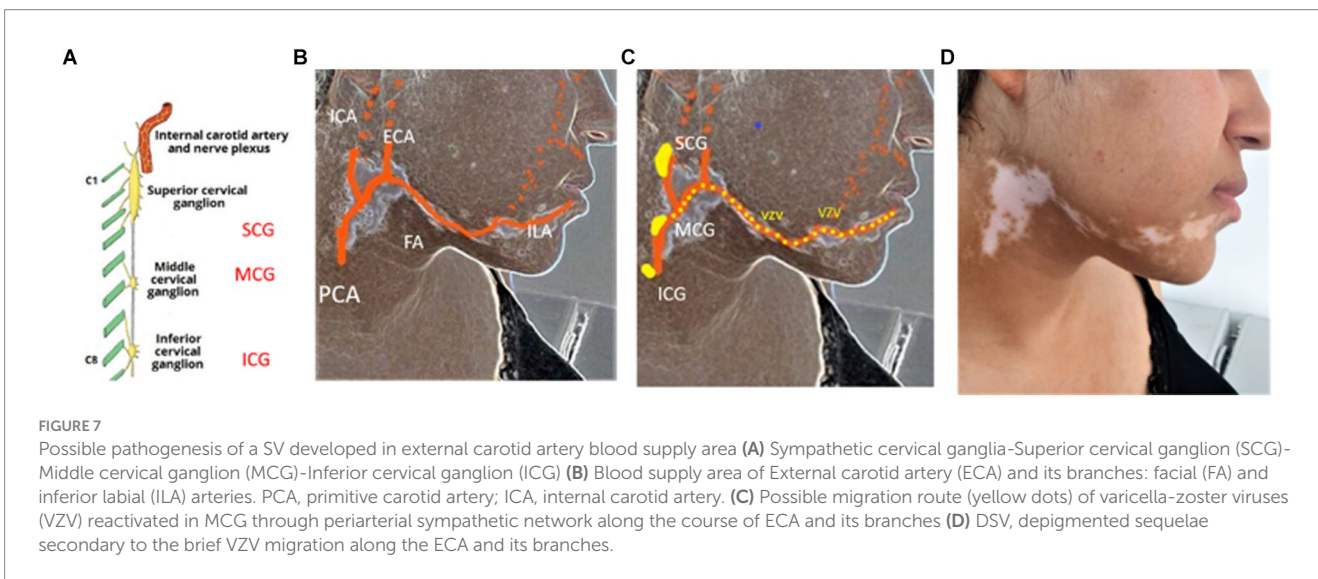 A
B
C
D
Internal carotid artery
and nerve plexus
C1
Superior cervical
ganglion
SCG
Middle
cervical
ganglion
MCG
Inferior
cervical
ganglion
C8
ICG
ICA
ECA
FA
ILA
PCA
SCG
VZV
VZV
MCG
ICG
FIGURE 7
Possible pathogenesis of a SV developed in external carotid artery blood supply area (A) Sympathetic cervical ganglia-Superior cervical ganglion (SCG)-
Middle cervical ganglion (MCG)-Inferior cervical ganglion (ICG) (B) Blood supply area of External carotid artery (ECA) and its branches: facial (FA) and
inferior labial (ILA) arteries. PCA, primitive carotid artery; ICA, internal carotid artery. (C) Possible migration route (yellow dots) of varicella-zoster viruses
(VZV) reactivated in MCG through periarterial sympathetic network along the course of ECA and its branches (D) DSV, depigmented sequelae
secondary to the brief VZV migration along the ECA and its branches.